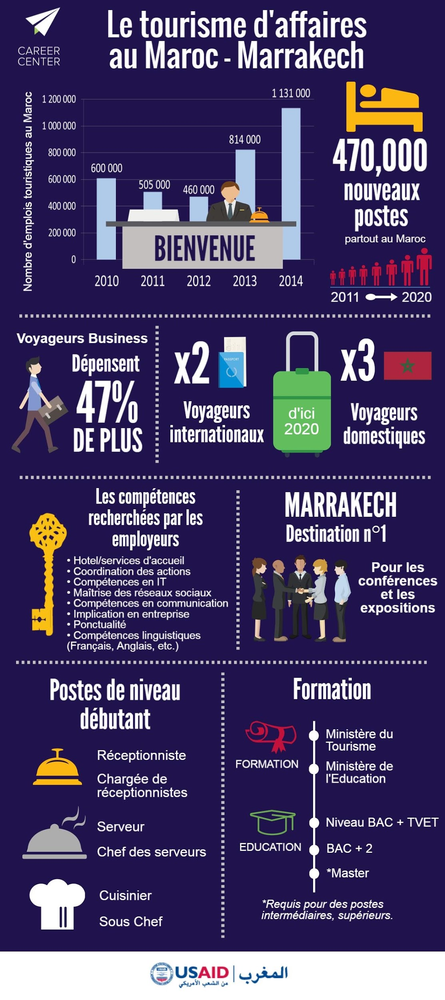 CAREER
CENTER
Le tourisme d'affaires
au Maroc - Marrakech
Nombre d'emplois touristiques au Maroc
1 200 000
1 000 000
800 000
600 000
400 000
200 000
0
600 000
505 000
460 000
814 000
1 131 000
BIENVENUE
2010
2011
2012
2013
2014
470,000
nouveaux
postes
partout au Maroc
2011
2020
Voyageurs Business
Dépensent
47%
DE PLUS
x2
PASSPORT
Voyageurs
internationaux
d'ici
2020
x3
Voyageurs
domestiques
Les compétences
recherchées par les
employeurs
• Hotel/services d'accueil
• Coordination des actions
• Compétences en IT
• Maîtrise des réseaux sociaux
• Compétences en communication
• Implication en entreprise
• Ponctualité
• Compétences linguistiques
(Français, Anglais, etc.)
MARRAKECH
Destination n°1
Pour les
conférences
et les
expositions
Postes de niveau
débutant
Réceptionniste
Chargée de
réceptionnistes
Serveur
Chef des serveurs
Cuisinier
Sous Chef
Formation
FORMATION
Ministère du
Tourisme
Ministère de
l'Education
EDUCATION
Niveau BAC + TVET
BAC + 2
*Master
*Requis pour des postes
intermédiaires, supérieurs.
USAID
USAID
من الشعب الأمريكي
المغرب